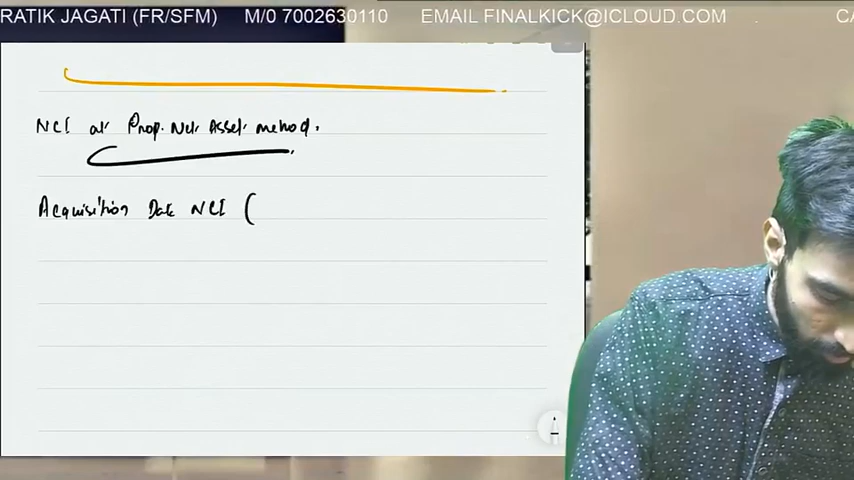 RATIK JAGATI (FR/SFM) M/0 7002630110 EMAIL FINALKICK@ICLOUD.COM CA
NCI at Prop. Net Asset method.
Acquisition Date NCI (